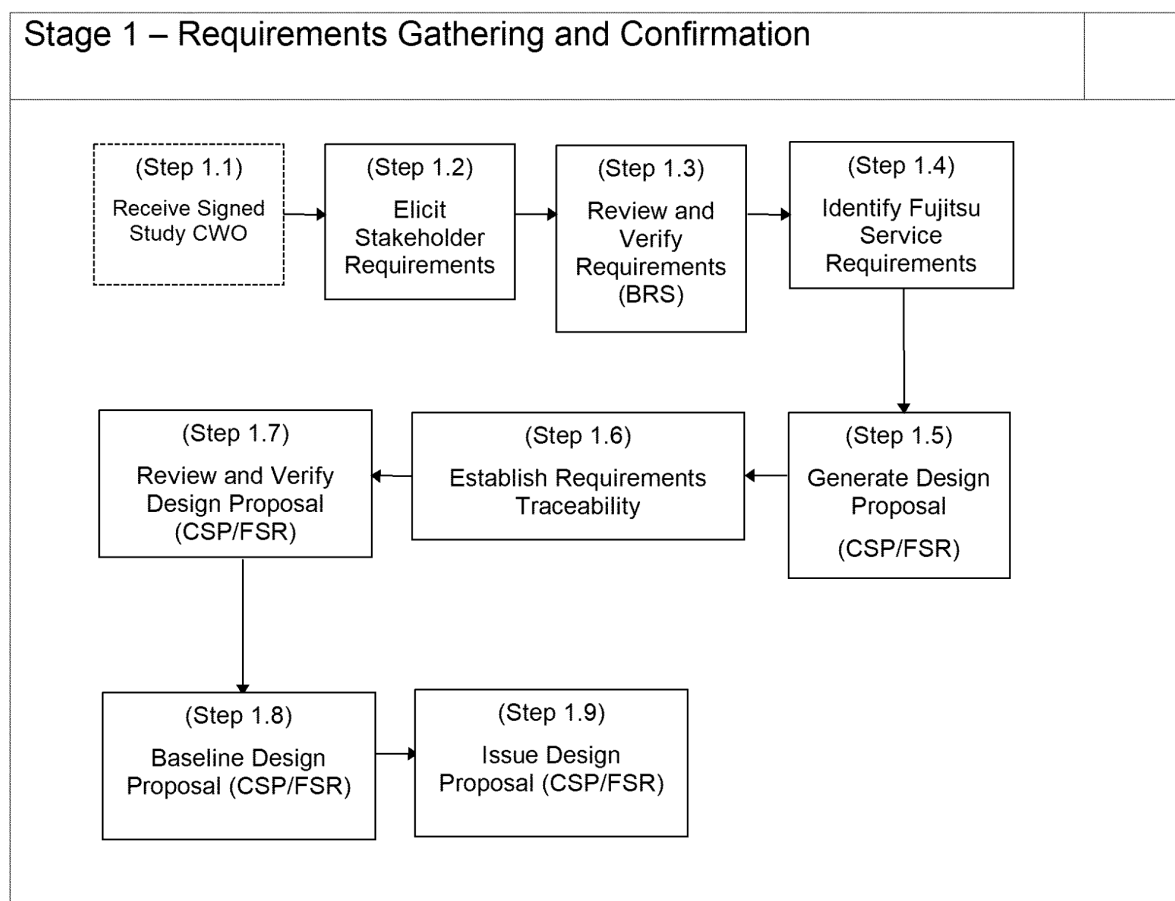 Stage 1 – Requirements Gathering and Confirmation
(Step 1.1)
Receive Signed
Study CWO
(Step 1.2)
Elicit
Stakeholder
Requirements
(Step 1.3)
Review and
Verify
Requirements
(BRS)
(Step 1.4)
Identify Fujitsu
Service
Requirements
(Step 1.5)
Generate Design
Proposal
(CSP/FSR)
(Step 1.6)
Establish Requirements
Traceability
(Step 1.7)
Review and Verify
Design Proposal
(CSP/FSR)
(Step 1.8)
Baseline Design
Proposal (CSP/FSR)
(Step 1.9)
Issue Design
Proposal (CSP/FSR)